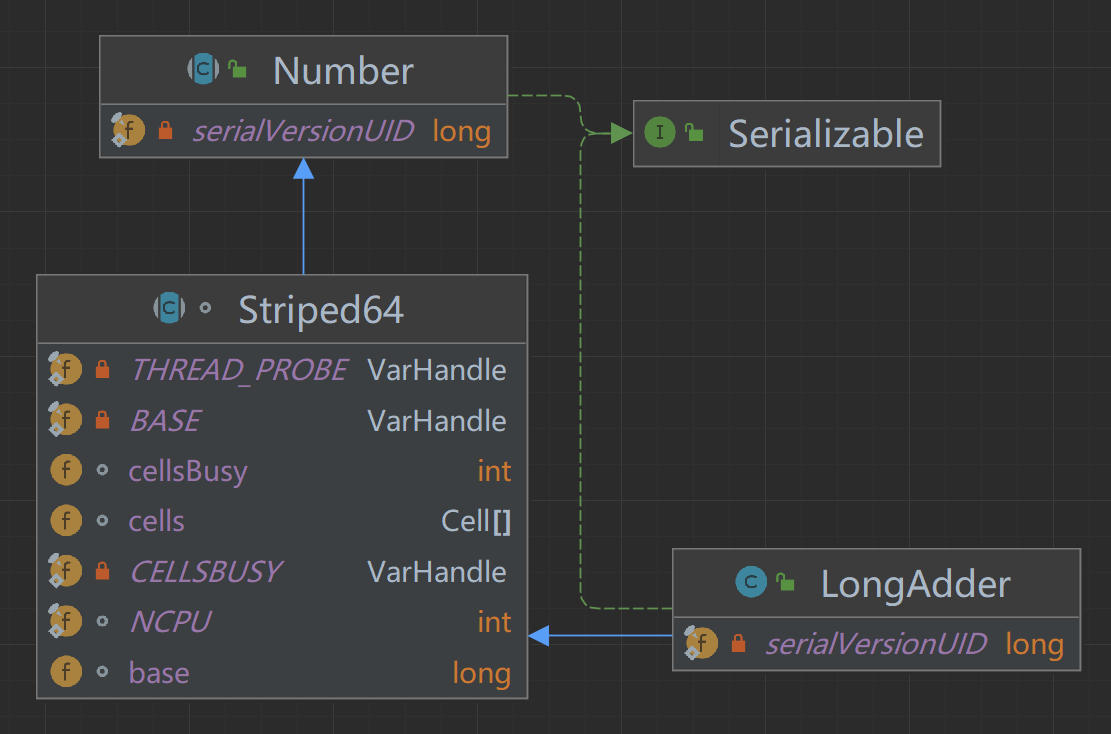 C Number
f serialVersionUID long
I Serializable
C Striped64
f THREAD_PROBE VarHandle
f BASE VarHandle
f cellsBusy int
f cells Cell[]
f CELLSBUSY VarHandle
f NCPU int
f base long
C LongAdder
f serialVersionUID long